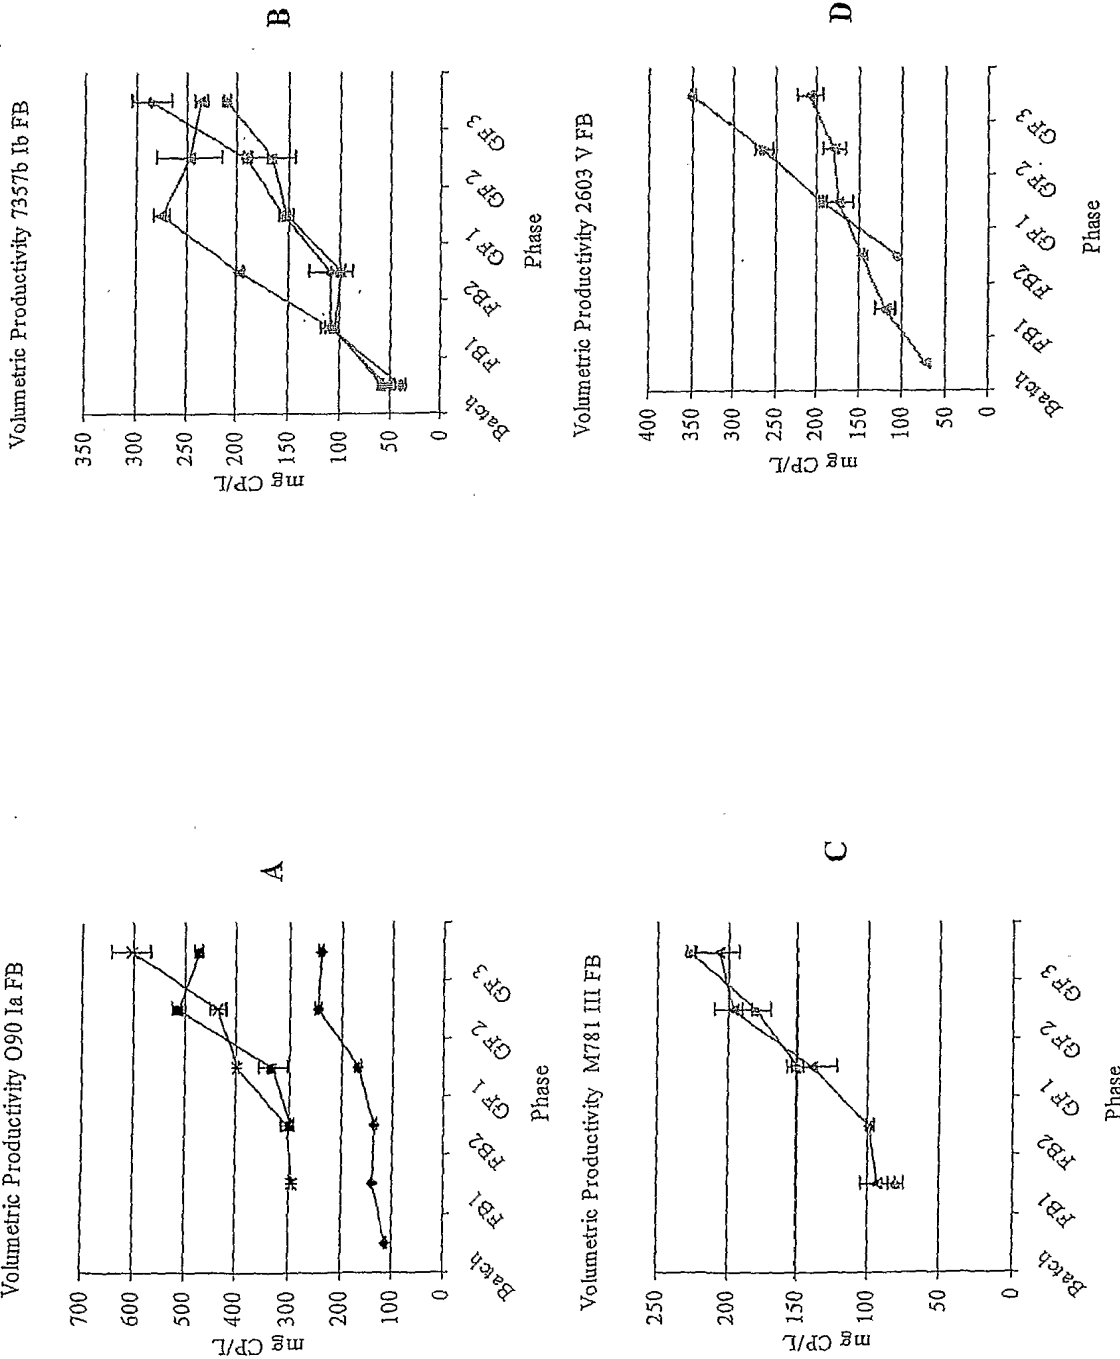 Volumetric Productivity O90 Ia FB
700
600
500
400
300
200
100
0
mg CP/L
Batch
FB1
FB2
GF 1
GF 2
GF 3
Phase
A
Volumetric Productivity 7357b Ib FB
350
300
250
200
150
100
50
0
mg CP/L
Batch
FB1
FB2
GF 1
GF 2
GF 3
Phase
B
Volumetric Productivity M781 III FB
250
200
150
100
50
0
mg CP/L
Batch
FB1
FB2
GF 1
GF 2
GF 3
Phase
C
Volumetric Productivity 2603 V FB
400
350
300
250
200
150
100
50
0
mg CP/L
Batch
FB1
FB2
GF 1
GF 2
GF 3
Phase
D